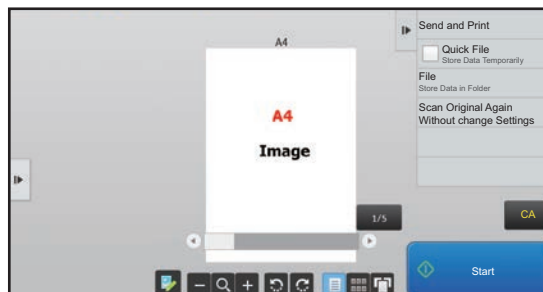 A4
A4
Image
1/5
Send and Print
Quick File
Store Data Temporarily
File
Store Data in Folder
Scan Original Again
Without change Settings
CA
Start